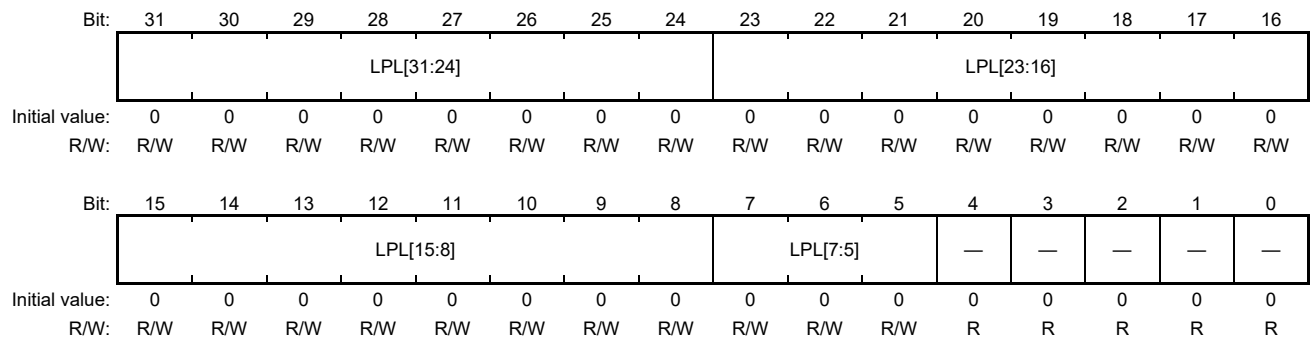 Bit: 31 30 29 28 27 26 25 24 23 22 21 20 19 18 17 16
LPL[31:24] LPL[23:16]
Initial value: 0 0 0 0 0 0 0 0 0 0 0 0 0 0 0 0
R/W: R/W R/W R/W R/W R/W R/W R/W R/W R/W R/W R/W R/W R/W R/W R/W R/W
Bit: 15 14 13 12 11 10 9 8 7 6 5 4 3 2 1 0
LPL[15:8] LPL[7:5] — — — — —
Initial value: 0 0 0 0 0 0 0 0 0 0 0 0 0 0 0 0
R/W: R/W R/W R/W R/W R/W R/W R/W R/W R/W R/W R/W R R R R R